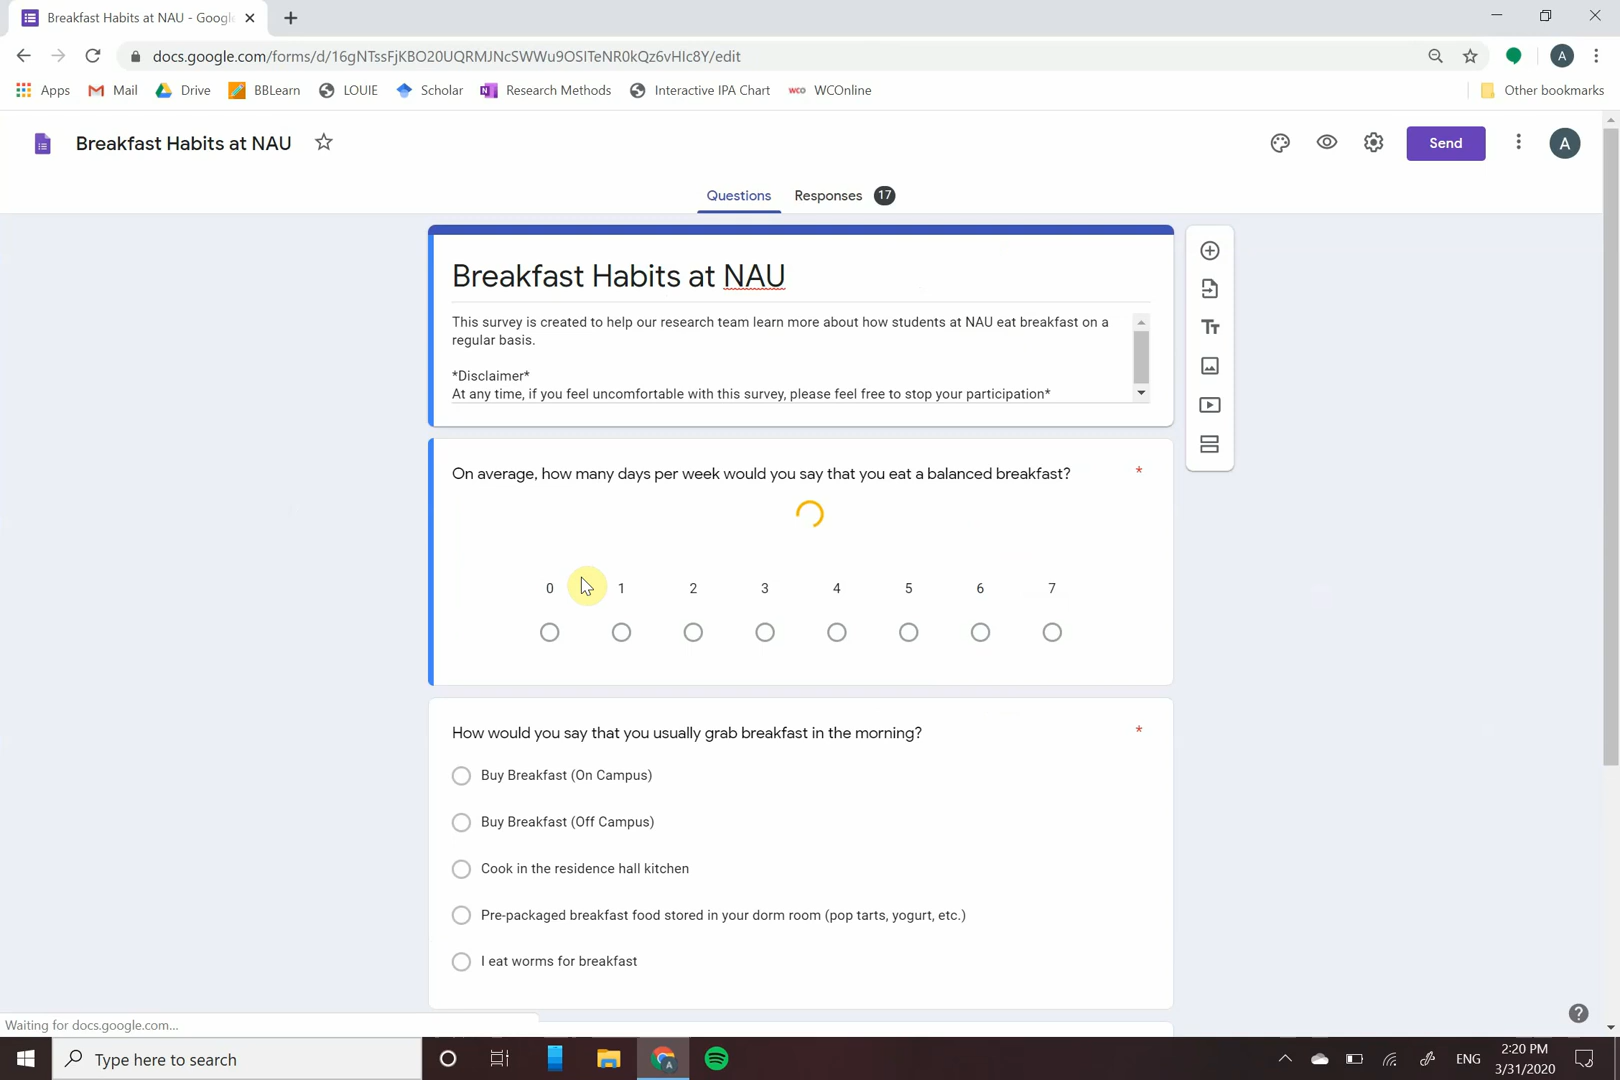 Breakfast Habits at NAU - Googl
docs.google.com/forms/d/16gNTssFjKBO20UQRMJNcSWWu9OSITeNR0kQz6vHIc8Y/edit
A
Apps
Mail
Drive
BBLearn
LOUIE
Scholar
Research Methods
Interactive IPA Chart
WCOnline
Other bookmarks
Breakfast Habits at NAU
Send
A
Questions
Responses 17
Breakfast Habits at NAU
This survey is created to help our research team learn more about how students at NAU eat breakfast on a
regular basis.
*Disclaimer*
At any time, if you feel uncomfortable with this survey, please feel free to stop your participation*
Tт
On average, how many days per week would you say that you eat a balanced breakfast? *
0 1 2 3 4 5 6 7
How would you say that you usually grab breakfast in the morning? *
Buy Breakfast (On Campus)
Buy Breakfast (Off Campus)
Cook in the residence hall kitchen
Pre-packaged breakfast food stored in your dorm room (pop tarts, yogurt, etc.)
I eat worms for breakfast
Waiting for docs.google.com...
Type here to search
ENG
2:20 PM
3/31/2020